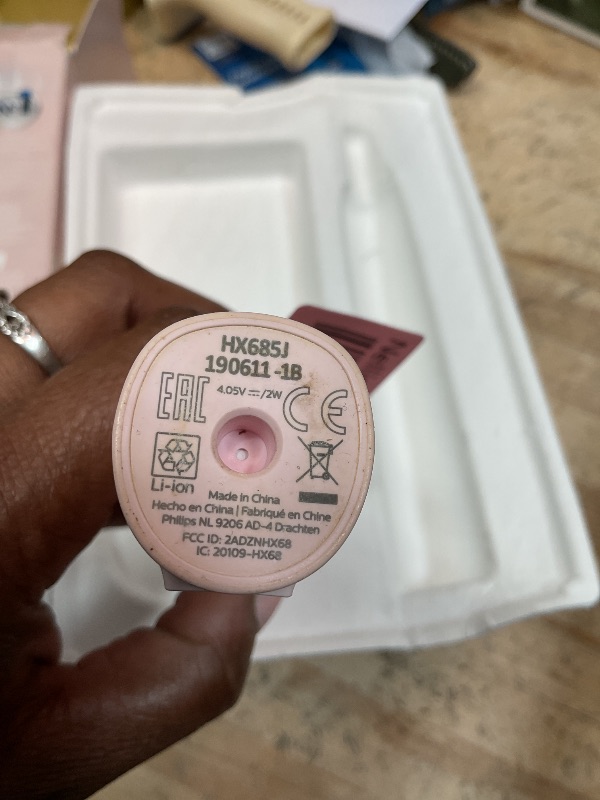 HX685J
190611 -1B
EAC
4.05V ⎓/2W
CE
Li-ion
Made in China
Hecho en China | Fabriqué en Chine
Philips NL 9206 AD-4 Drachten
FCC ID: 2ADZNHX68
IC: 20109-HX68